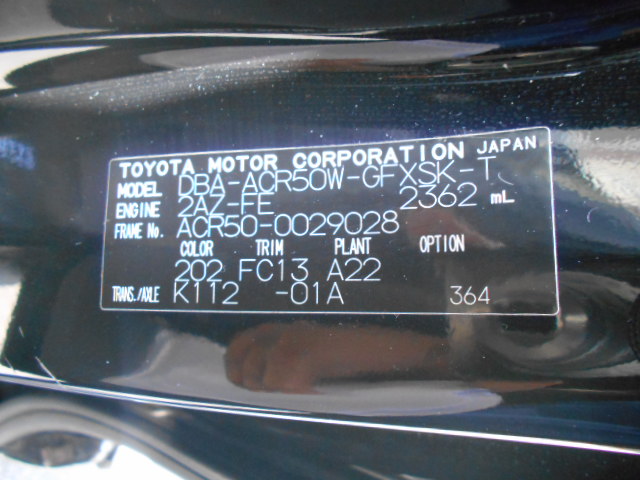 TOYOTA MOTOR CORPORATION JAPAN
MODEL DBA-ACR50W-GFXSK-T
ENGINE 2AZ-FE 2362 mL
FRAME No. ACR50-0029028
COLOR TRIM PLANT OPTION
202 FC13 A22
TRANS./AXLE K112 -01A 364